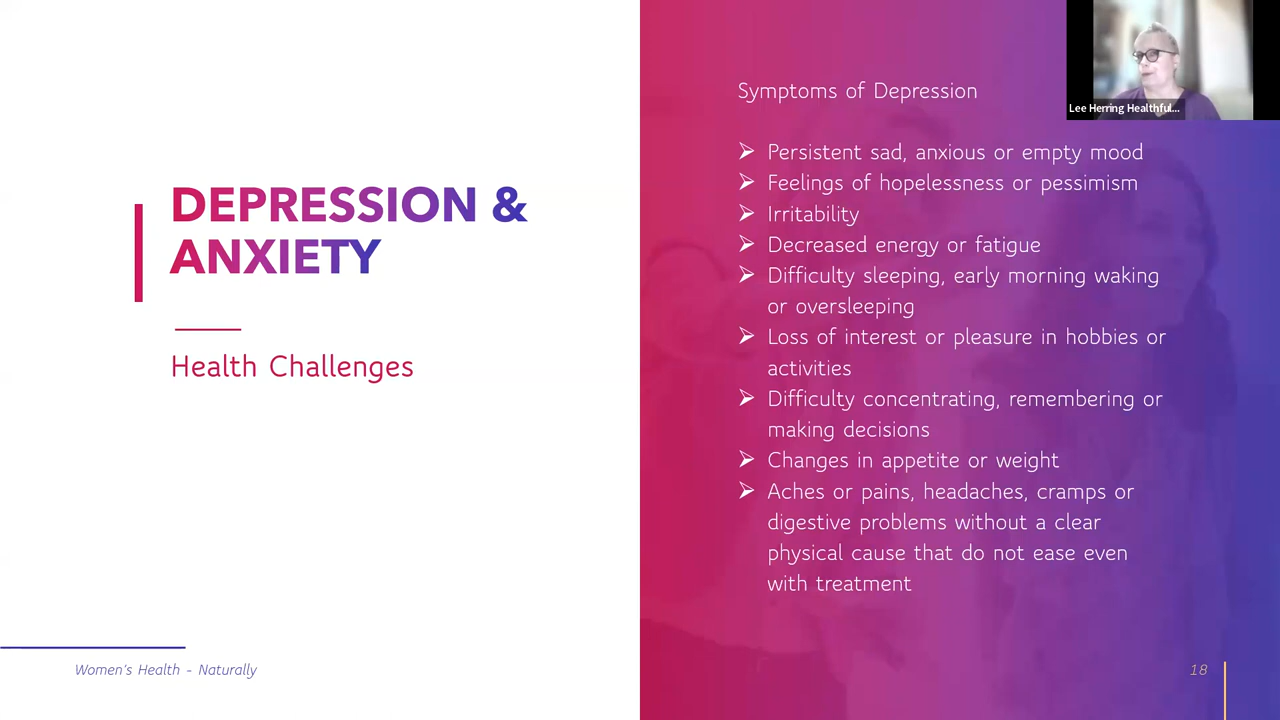 DEPRESSION &
ANXIETY
Health Challenges
Women's Health - Naturally
Symptoms of Depression
➢ Persistent sad, anxious or empty mood
➢ Feelings of hopelessness or pessimism
➢ Irritability
➢ Decreased energy or fatigue
➢ Difficulty sleeping, early morning waking
or oversleeping
➢ Loss of interest or pleasure in hobbies or
activities
➢ Difficulty concentrating, remembering or
making decisions
➢ Changes in appetite or weight
➢ Aches or pains, headaches, cramps or
digestive problems without a clear
physical cause that do not ease even
with treatment
18
Lee Herring Healthful...